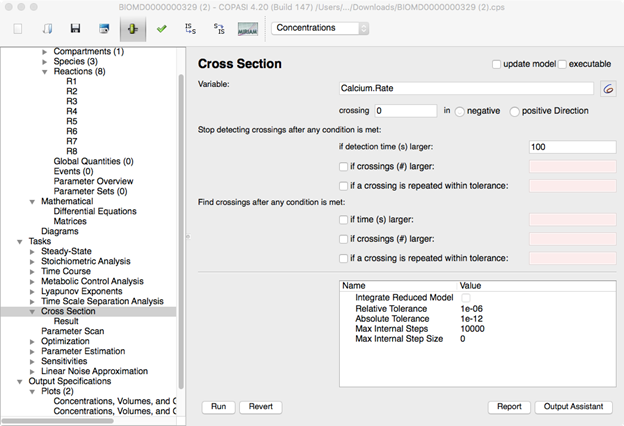 BIOMD0000000329 (2) - COPASI 4.20 (Build 147) /Users/.../Downloads/BIOMD0000000329 (2).cps
Concentrations
MIRIAM
Compartments (1)
Species (3)
Reactions (8)
R1
R2
R3
R4
R5
R6
R7
R8
Global Quantities (0)
Events (0)
Parameter Overview
Parameter Sets (0)
Mathematical
Differential Equations
Matrices
Diagrams
Tasks
Steady-State
Stoichiometric Analysis
Time Course
Metabolic Control Analysis
Lyapunov Exponents
Time Scale Separation Analysis
Cross Section
Result
Parameter Scan
Optimization
Parameter Estimation
Sensitivities
Linear Noise Approximation
Output Specifications
Plots (2)
Concentrations, Volumes, and C
Concentrations, Volumes, and C
Cross Section
update model executable
Variable: Calcium.Rate
crossing 0 in negative positive Direction
Stop detecting crossings after any condition is met:
if detection time (s) larger: 100
if crossings (#) larger:
if a crossing is repeated within tolerance:
Find crossings after any condition is met:
if time (s) larger:
if crossings (#) larger:
if a crossing is repeated within tolerance:
Name Value
Integrate Reduced Model
Relative Tolerance 1e-06
Absolute Tolerance 1e-12
Max Internal Steps 10000
Max Internal Step Size 0
Run Revert Report Output Assistant